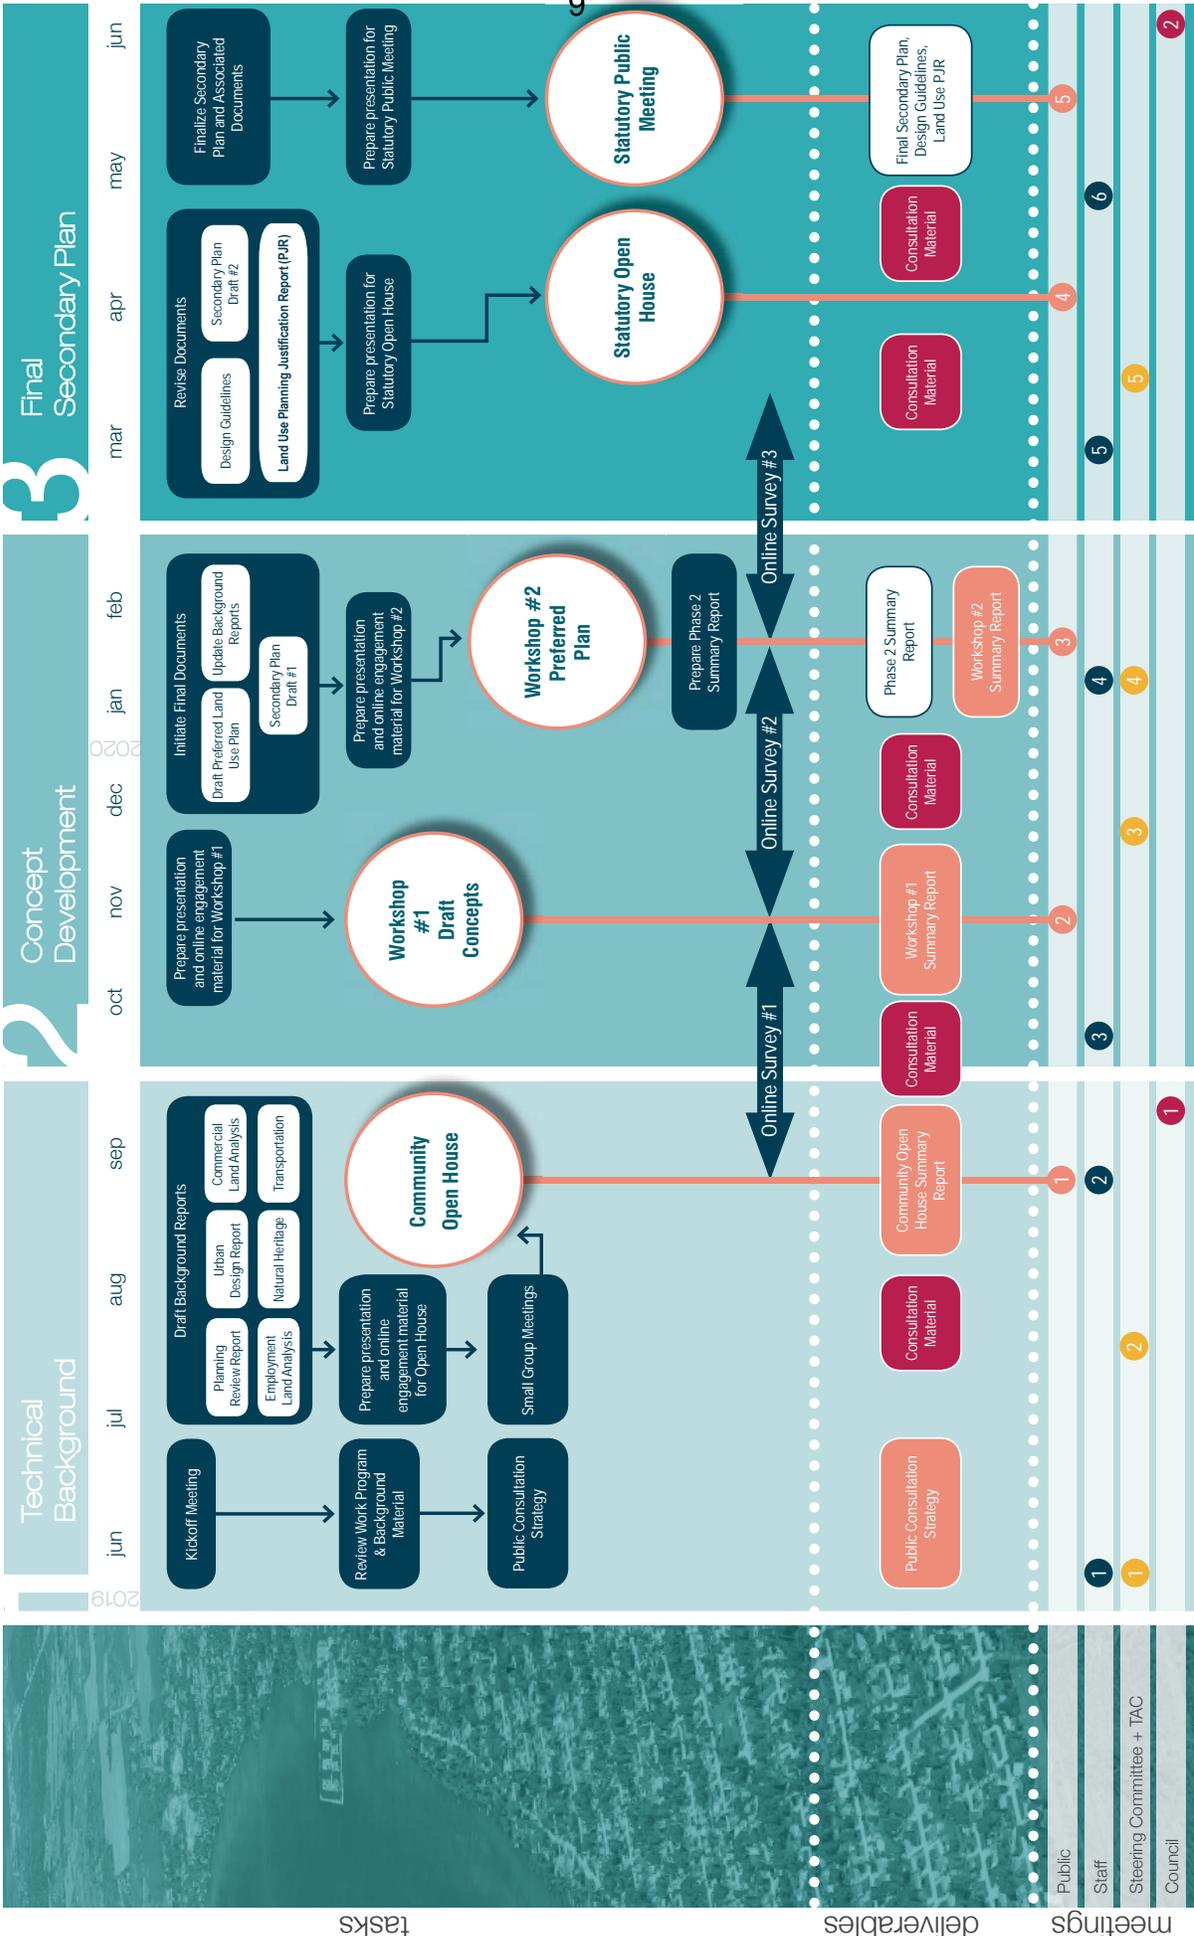 1
Technical
Background
2
Concept
Development
3
Final
Secondary Plan
2019
jun
jul
aug
sep
oct
nov
dec
2020
jan
feb
mar
apr
may
jun
tasks
Kickoff Meeting
Review Work Program
& Background
Material
Public Consultation
Strategy
Draft Background Reports
Planning
Review Report
Urban
Design Report
Commercial
Land Analysis
Employment
Land Analysis
Natural Heritage
Transportation
Prepare presentation
and online
engagement material
for Open House
Small Group Meetings
Community
Open House
Prepare presentation
and online engagement
material for Workshop #1
Workshop
#1
Draft
Concepts
Initiate Final Documents
Draft Preferred Land
Use Plan
Update Background
Reports
Secondary Plan
Draft #1
Prepare presentation
and online engagement
material for Workshop #2
Workshop #2
Preferred
Plan
Prepare Phase 2
Summary Report
Revise Documents
Design Guidelines
Secondary Plan
Draft #2
Land Use Planning Justification Report (PJR)
Prepare presentation for
Statutory Open House
Statutory Open
House
Finalize Secondary
Plan and Associated
Documents
Prepare presentation for
Statutory Public Meeting
Statutory Public
Meeting
9
Online Survey #1
Online Survey #2
Online Survey #3
deliverables
Public Consultation
Strategy
Consultation
Material
Community Open
House Summary
Report
Consultation
Material
Workshop #1
Summary Report
Consultation
Material
Phase 2 Summary
Report
Workshop #2
Summary Report
Consultation
Material
Consultation
Material
Final Secondary Plan,
Design Guidelines,
Land Use PJR
meetings
Public
1
2
3
4
5
Staff
1
2
3
4
5
6
Steering Committee + TAC
1
2
3
4
5
Council
1
2